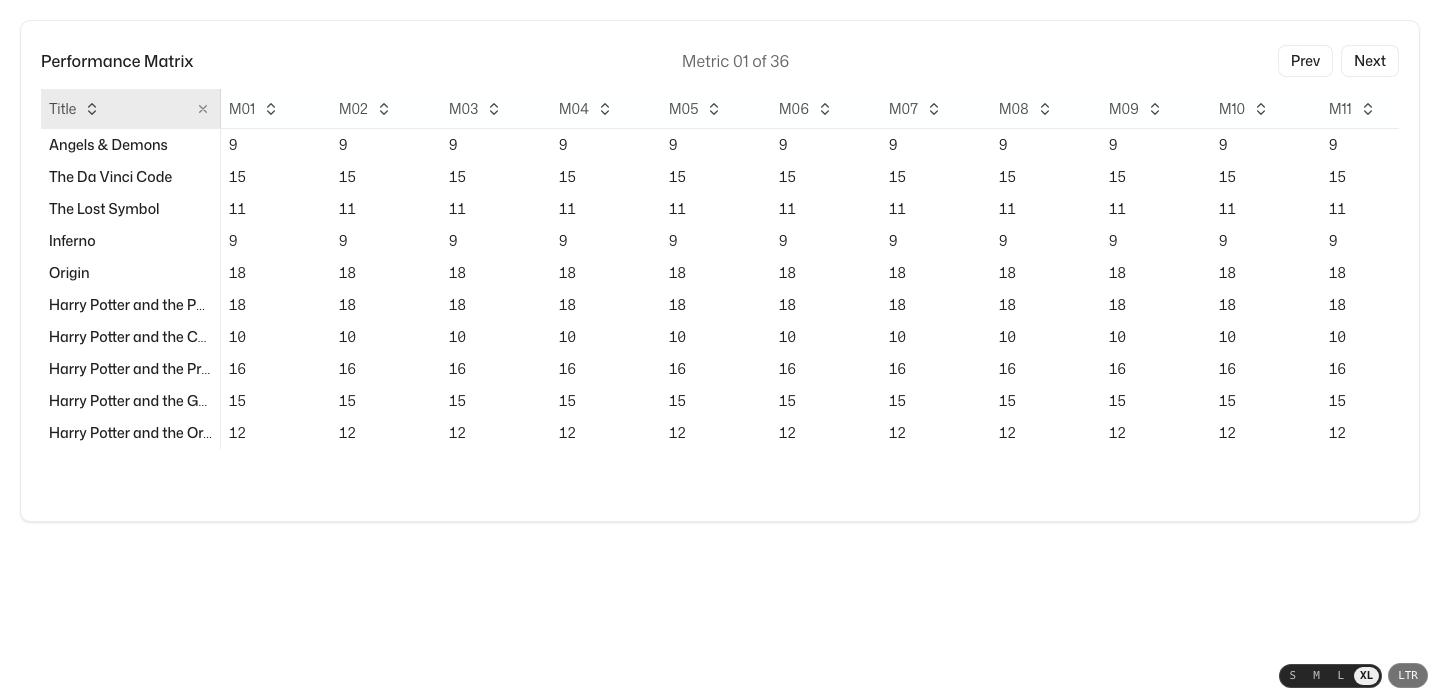 Performance Matrix Metric 01 of 36 Prev Next
Title M01 M02 M03 M04 M05 M06 M07 M08 M09 M10 M11
Angels & Demons 9 9 9 9 9 9 9 9 9 9 9
The Da Vinci Code 15 15 15 15 15 15 15 15 15 15 15
The Lost Symbol 11 11 11 11 11 11 11 11 11 11 11
Inferno 9 9 9 9 9 9 9 9 9 9 9
Origin 18 18 18 18 18 18 18 18 18 18 18
Harry Potter and the P... 18 18 18 18 18 18 18 18 18 18 18
Harry Potter and the C... 10 10 10 10 10 10 10 10 10 10 10
Harry Potter and the Pr... 16 16 16 16 16 16 16 16 16 16 16
Harry Potter and the G... 15 15 15 15 15 15 15 15 15 15 15
Harry Potter and the Or... 12 12 12 12 12 12 12 12 12 12 12
S M L XL LTR